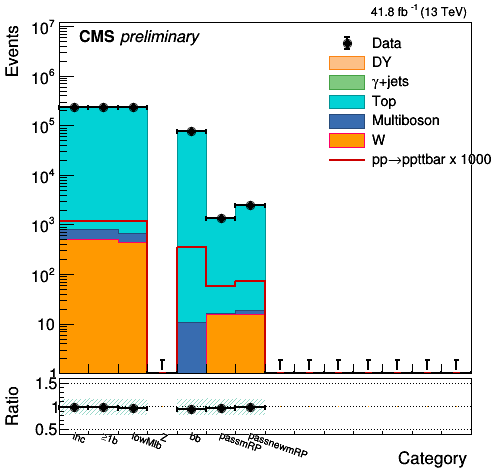 41.8 fb⁻¹ (13 TeV)
Events
CMS preliminary
Data
DY
γ+jets
Top
Multiboson
W
pp→ppttbar x 1000
10⁷
10⁶
10⁵
10⁴
10³
10²
10
1
Ratio
1.5
1
0.5
inc
≥1b
lowMlb
Z
bb
passmRP
passnewmRP
Category